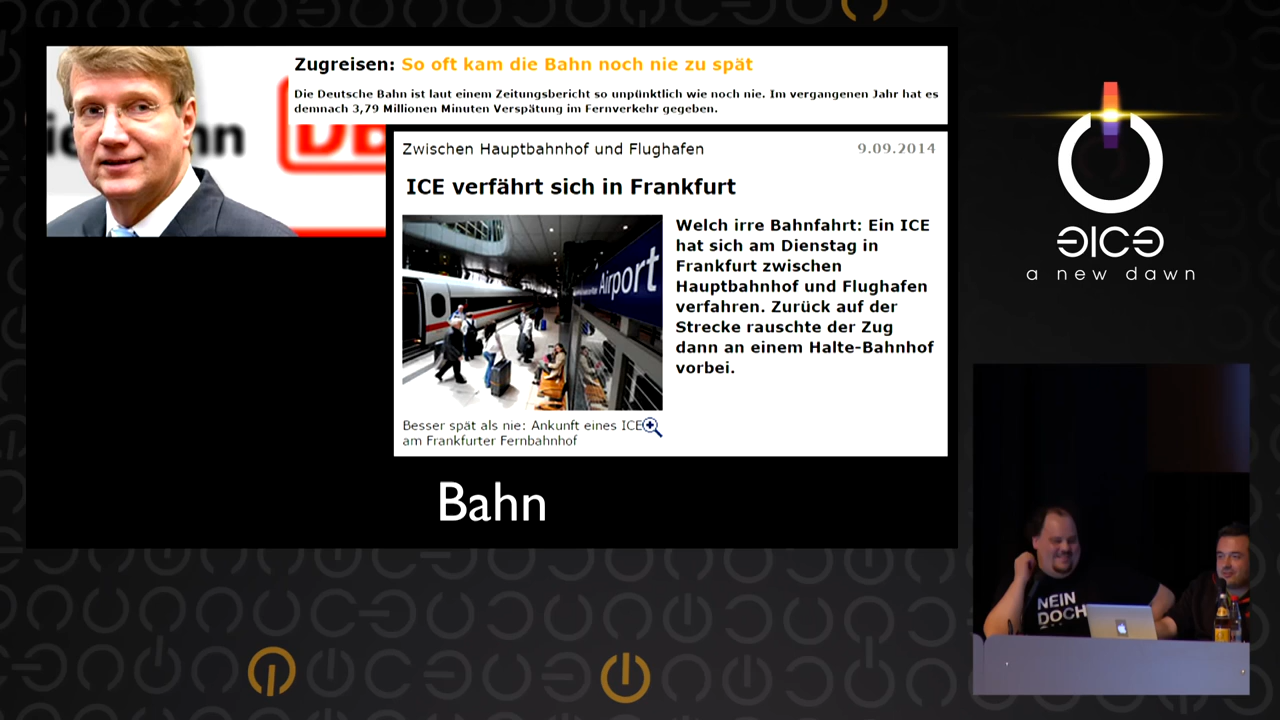 Zugreisen: So oft kam die Bahn noch nie zu spät
Die Deutsche Bahn ist laut einem Zeitungsbericht so unpünktlich wie noch nie. Im vergangenen Jahr hat es
demnach 3,79 Millionen Minuten Verspätung im Fernverkehr gegeben.
DB
Zwischen Hauptbahnhof und Flughafen
9.09.2014
ICE verfährt sich in Frankfurt
Airport
Welch irre Bahnfahrt: Ein ICE
hat sich am Dienstag in
Frankfurt zwischen
Hauptbahnhof und Flughafen
verfahren. Zurück auf der
Strecke rauschte der Zug
dann an einem Halte-Bahnhof
vorbei.
Besser spät als nie: Ankunft eines ICE
am Frankfurter Fernbahnhof
Bahn
a new dawn
NEIN
DOCH